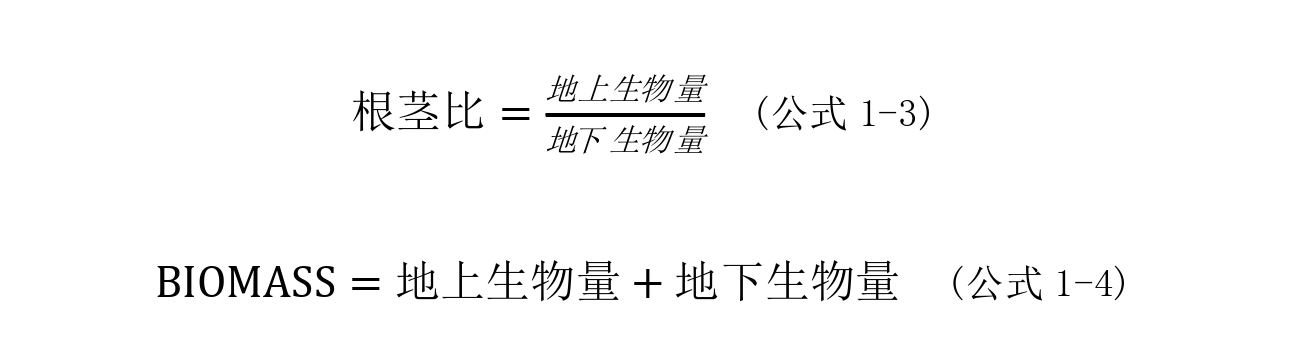 根茎比 = 地上生物量/地下生物量 (公式 1-3)
BIOMASS = 地上生物量 + 地下生物量 (公式 1-4)